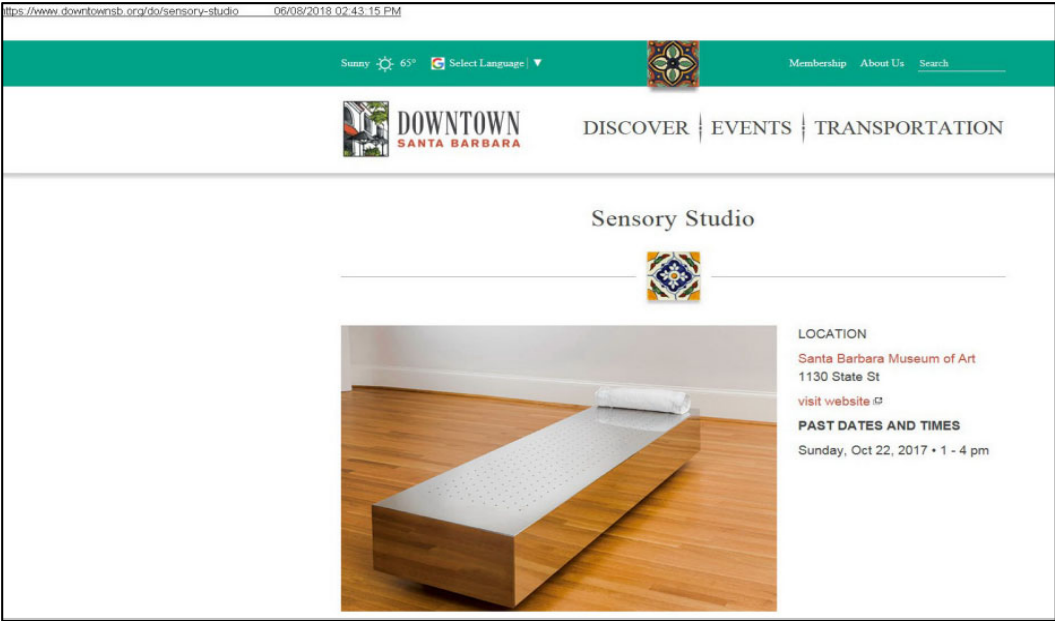 https://www.downtownsb.org/do/sensory-studio 06/08/2018 02:43:15 PM
Sunny 65° G Select Language ▼
Membership About Us Search
DOWNTOWN
SANTA BARBARA
DISCOVER EVENTS TRANSPORTATION
Sensory Studio
LOCATION
Santa Barbara Museum of Art
1130 State St
visit website
PAST DATES AND TIMES
Sunday, Oct 22, 2017 • 1 - 4 pm